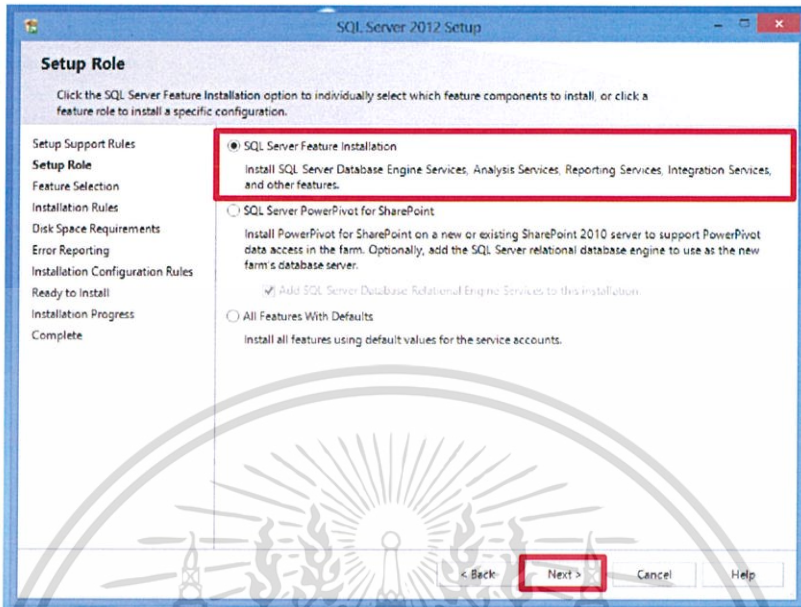 SQL Server 2012 Setup
Setup Role
Click the SQL Server Feature Installation option to individually select which feature components to install, or click a
feature role to install a specific configuration.
Setup Support Rules
Setup Role
Feature Selection
Installation Rules
Disk Space Requirements
Error Reporting
Installation Configuration Rules
Ready to Install
Installation Progress
Complete
SQL Server Feature Installation
Install SQL Server Database Engine Services, Analysis Services, Reporting Services, Integration Services,
and other features.
SQL Server PowerPivot for SharePoint
Install PowerPivot for SharePoint on a new or existing SharePoint 2010 server to support PowerPivot
data access in the farm. Optionally, add the SQL Server relational database engine to use as the new
farm's database server.
Add SQL Server Database Relational Engine Services to this installation.
All Features With Defaults
Install all features using default values for the service accounts.
< Back
Next >
Cancel
Help